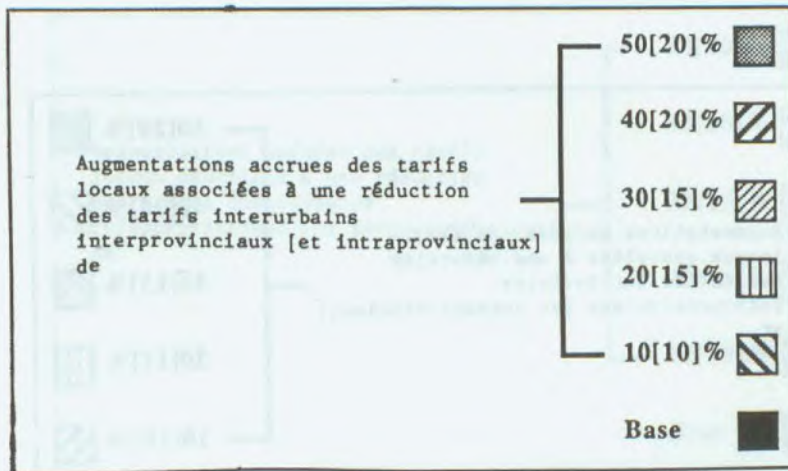 50[20]%
40[20]%
Augmentations accrues des tarifs
locaux associées à une réduction
des tarifs interurbains
interprovinciaux [et intraprovinciaux]
de
30[15]%
20[15]%
10[10]%
Base